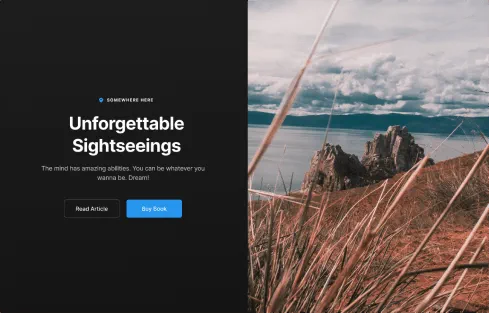 SOMEWHERE HERE
Unforgettable
Sightseeings
The mind has amazing abilities. You can be whatever you
wanna be. Dream!
Read Article
Buy Book